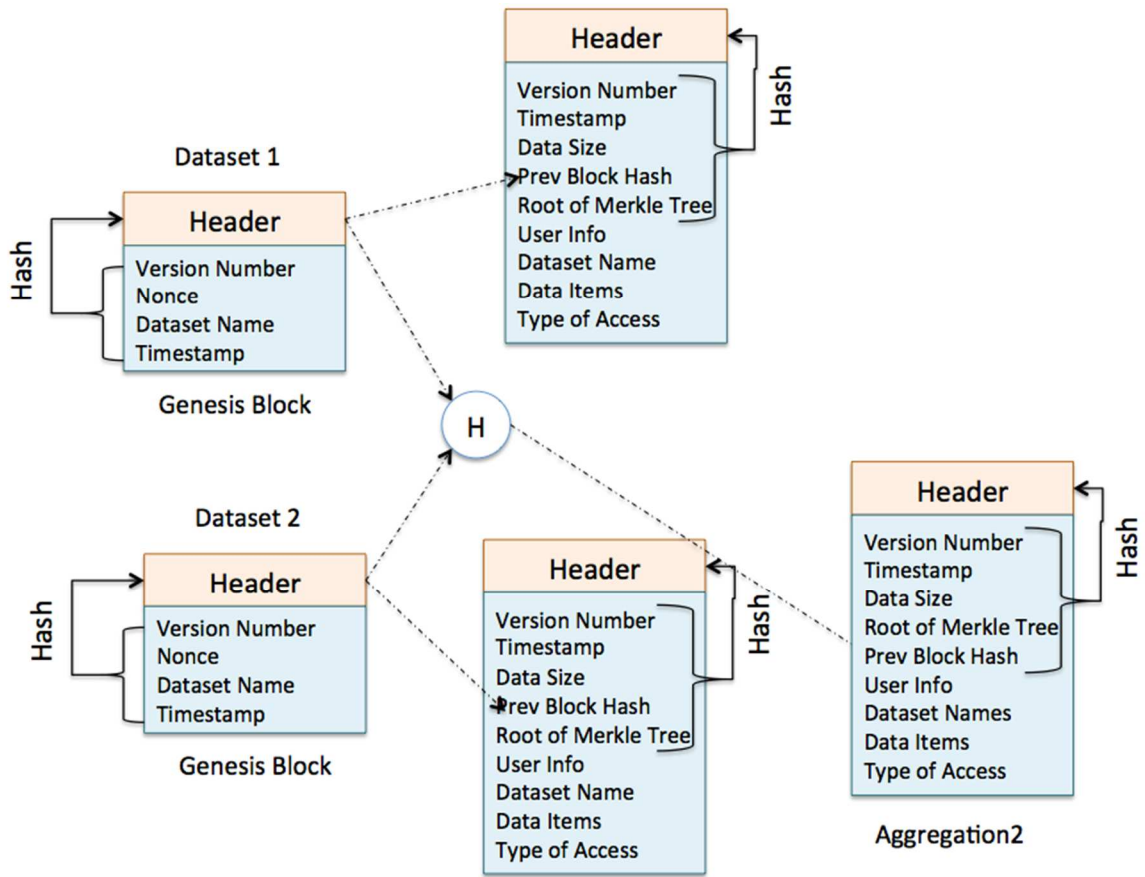 Header
Version Number
Timestamp
Data Size
Prev Block Hash
Root of Merkle Tree
User Info
Dataset Name
Data Items
Type of Access
Hash
Dataset 1
Header
Version Number
Nonce
Dataset Name
Timestamp
Hash
Genesis Block
H
Dataset 2
Header
Version Number
Nonce
Dataset Name
Timestamp
Hash
Genesis Block
Header
Version Number
Timestamp
Data Size
Prev Block Hash
Root of Merkle Tree
User Info
Dataset Name
Data Items
Type of Access
Hash
Header
Version Number
Timestamp
Data Size
Root of Merkle Tree
Prev Block Hash
User Info
Dataset Names
Data Items
Type of Access
Hash
Aggregation2